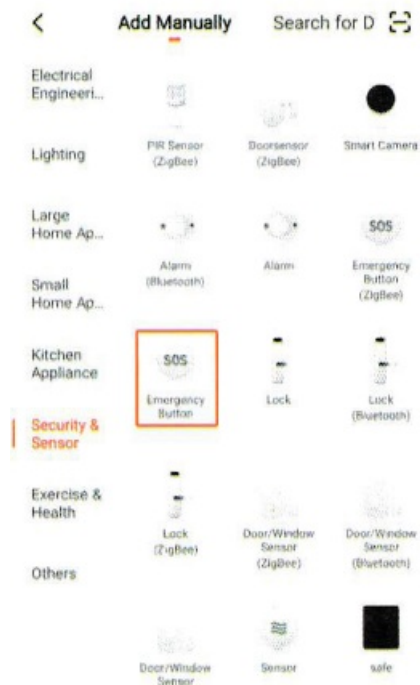 Add Manually
Search for D
Electrical
Engineeri...
Lighting
Large
Home Ap...
Small
Home Ap...
Kitchen
Appliance
Security &
Sensor
Exercise &
Health
Others
PIR Sensor
(ZigBee)
Doorsensor
(ZigBee)
Smart Camera
Alarm
(Bluetooth)
Alarm
SOS
Emergency
Button
(ZigBee)
SOS
Emergency
Button
Lock
Lock
(Bluetooth)
Lock
(ZigBee)
Door/Window
Sensor
(ZigBee)
Door/Window
Sensor
(Bluetooth)
Door/Window
Sensor
Sensor
safe